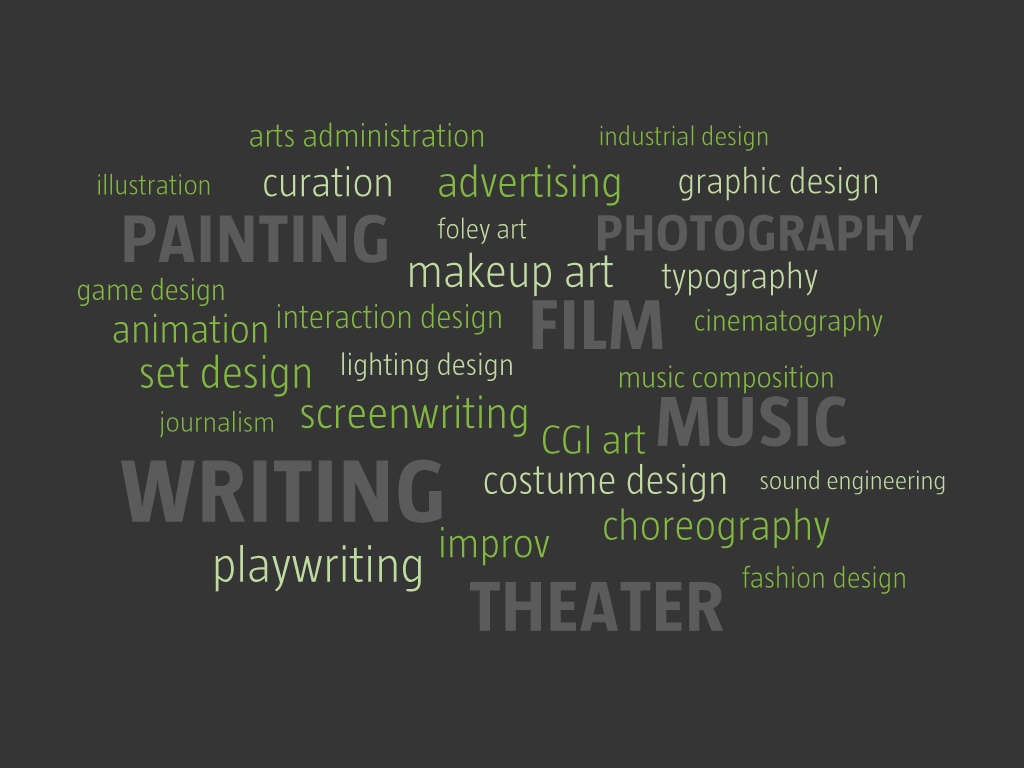 arts administration
industrial design
illustration
curation
advertising
graphic design
PAINTING
foley art
PHOTOGRAPHY
makeup art
typography
game design
animation
interaction design
FILM
cinematography
set design
lighting design
music composition
journalism
screenwriting
CGI art
MUSIC
WRITING
costume design
sound engineering
choreography
improv
playwriting
THEATER
fashion design